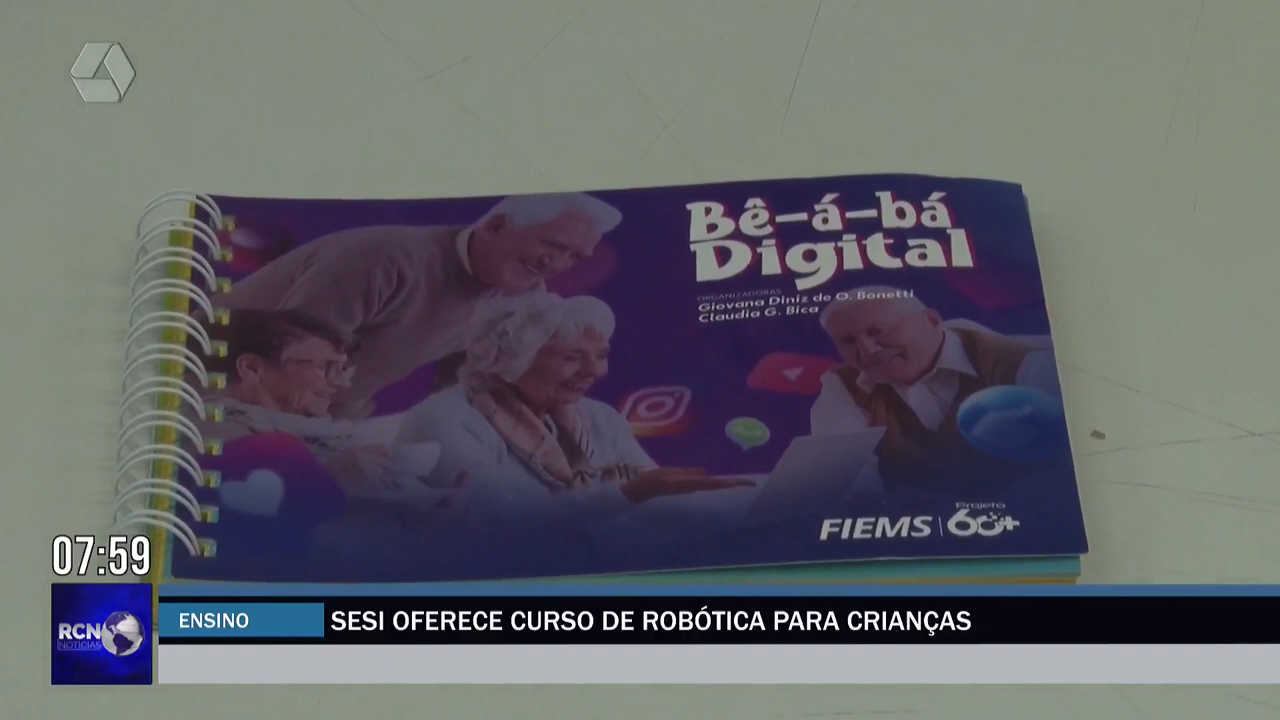 Bê-á-bá
Digital
ORGANIZADORAS
Giovana Diniz de O. Bonetti
Claudia G. Bica
Projeto
FIEMS 60+
07:59
RCN
NOTÍCIAS
ENSINO
SESI OFERECE CURSO DE ROBÓTICA PARA CRIANÇAS